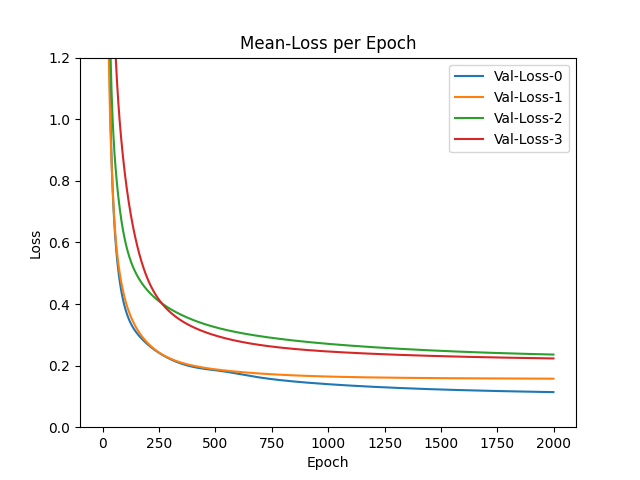 Mean-Loss per Epoch
Val-Loss-0
Val-Loss-1
Val-Loss-2
Val-Loss-3
Loss
1.2
1.0
0.8
0.6
0.4
0.2
0.0
0 250 500 750 1000 1250 1500 1750 2000
Epoch